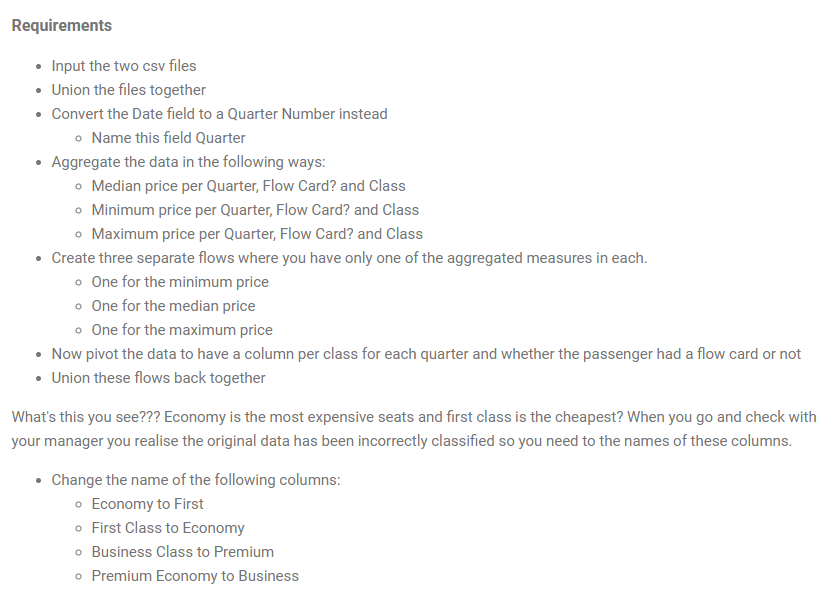 Requirements
• Input the two csv files
• Union the files together
• Convert the Date field to a Quarter Number instead
◦ Name this field Quarter
• Aggregate the data in the following ways:
◦ Median price per Quarter, Flow Card? and Class
◦ Minimum price per Quarter, Flow Card? and Class
◦ Maximum price per Quarter, Flow Card? and Class
• Create three separate flows where you have only one of the aggregated measures in each.
◦ One for the minimum price
◦ One for the median price
◦ One for the maximum price
• Now pivot the data to have a column per class for each quarter and whether the passenger had a flow card or not
• Union these flows back together
What's this you see??? Economy is the most expensive seats and first class is the cheapest? When you go and check with
your manager you realise the original data has been incorrectly classified so you need to the names of these columns.
• Change the name of the following columns:
◦ Economy to First
◦ First Class to Economy
◦ Business Class to Premium
◦ Premium Economy to Business